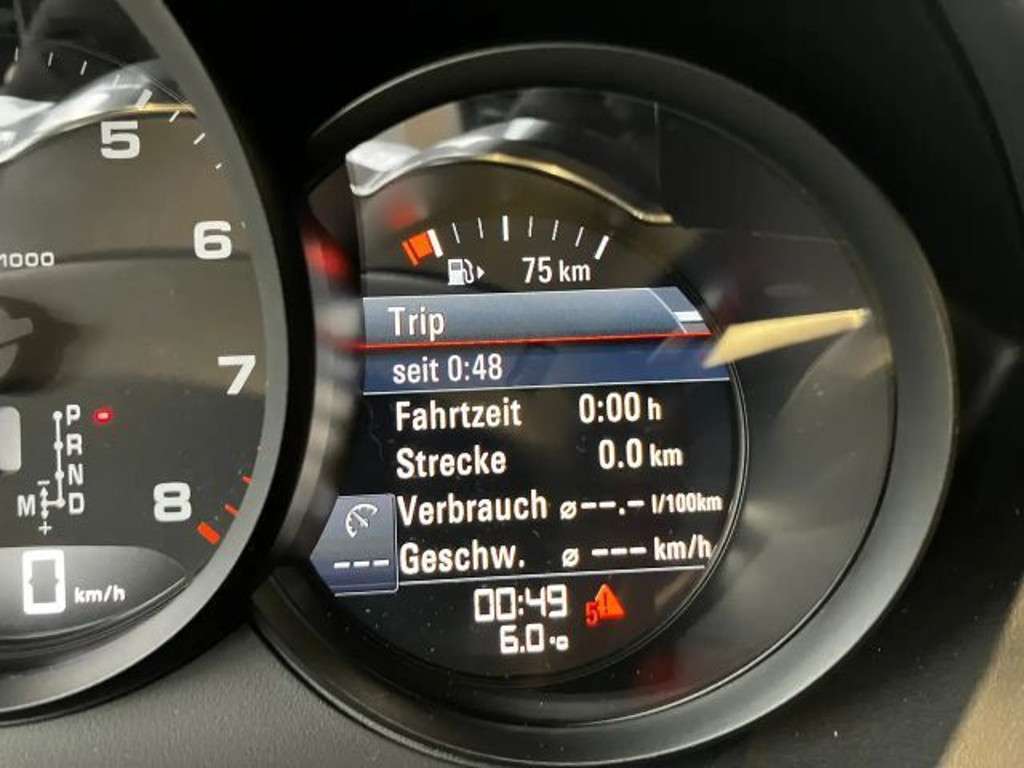 5
6
1000
7
P
R
N
M D
- +
8
0 km/h
75 km
Trip
seit 0:48
Fahrtzeit 0:00 h
Strecke 0.0 km
Verbrauch ø--.- l/100km
Geschw. ø --- km/h
---
00:49 5!
6.0 °C